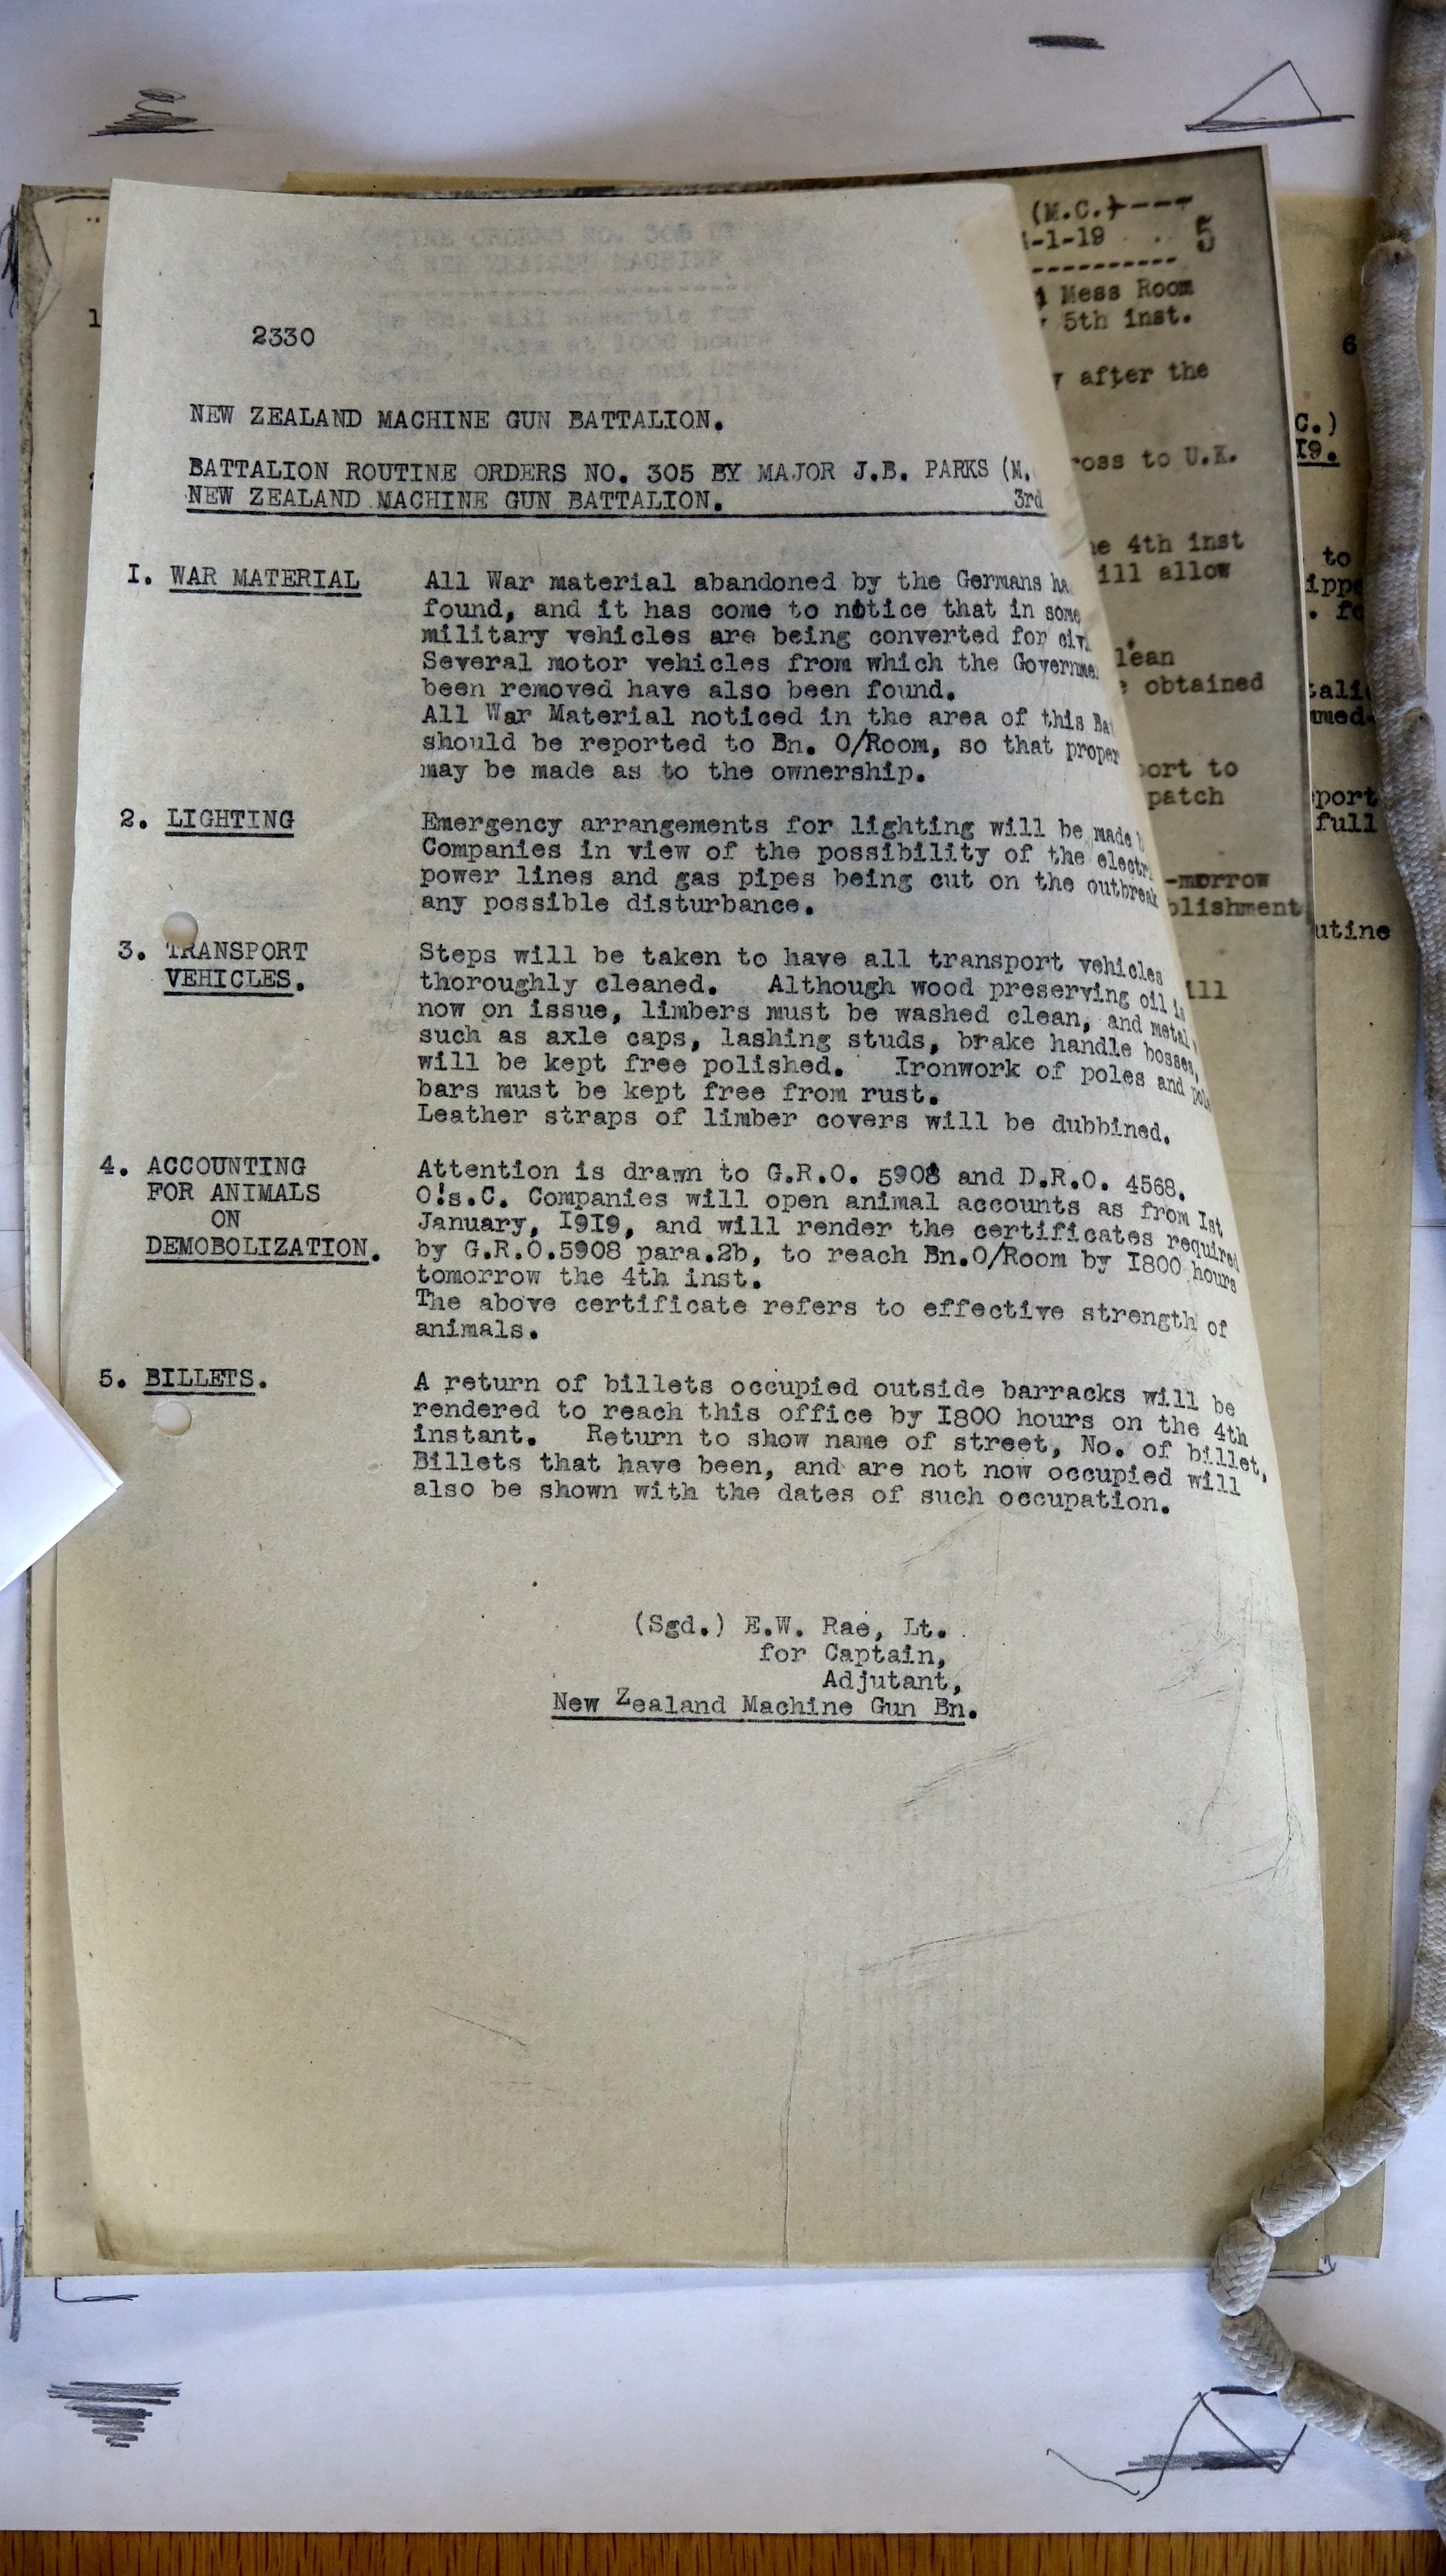 2330
NEW ZEALAND MACHINE GUN BATTALION.
BATTALION ROUTINE ORDERS NO. 305 BY MAJOR J.B. PARKS (M.
NEW ZEALAND MACHINE GUN BATTALION. 3rd
I. WAR MATERIAL All War material abandoned by the Germans
found, and it has come to notice that in some
military vehicles are being converted for
Several motor vehicles from which the
been removed have also been found.
All War Material noticed in the area of this
should be reported to Bn. O/Room, so that proper
may be made as to the ownership.
2. LIGHTING Emergency arrangements for lighting will be made
Companies in view of the possibility of the
power lines and gas pipes being cut on the outbreak
any possible disturbance.
3. TRANSPORT Steps will be taken to have all transport vehicles
VEHICLES. thoroughly cleaned. Although wood preserving oil
now on issue, limbers must be washed clean, and metal
such as axle caps, lashing studs, brake handle bosses,
will be kept free polished. Ironwork of poles and
bars must be kept free from rust.
Leather straps of limber covers will be dubbined.
4. ACCOUNTING Attention is drawn to G.R.O. 5908 and D.R.O. 4568.
FOR ANIMALS O!s.C. Companies will open animal accounts as from Ist
ON January, I9I9, and will render the certificates required
DEMOBOLIZATION. by G.R.O.5908 para.2b, to reach Bn.O/Room by I800 hours
tomorrow the 4th inst.
The above certificate refers to effective strength of
animals.
5. BILLETS. A return of billets occupied outside barracks will be
rendered to reach this office by I800 hours on the 4th
instant. Return to show name of street, No. of billet,
Billets that have been, and are not now occupied will
also be shown with the dates of such occupation.
(Sgd.) E.W. Rae, Lt.
for Captain,
Adjutant,
New Zealand Machine Gun Bn.
(M.C.)----
-1-19 5
Mess Room
5th inst.
after the
to U.K.
4th inst
allow
obtained
to
patch
-morrow
6
C.)
I9.
to
full